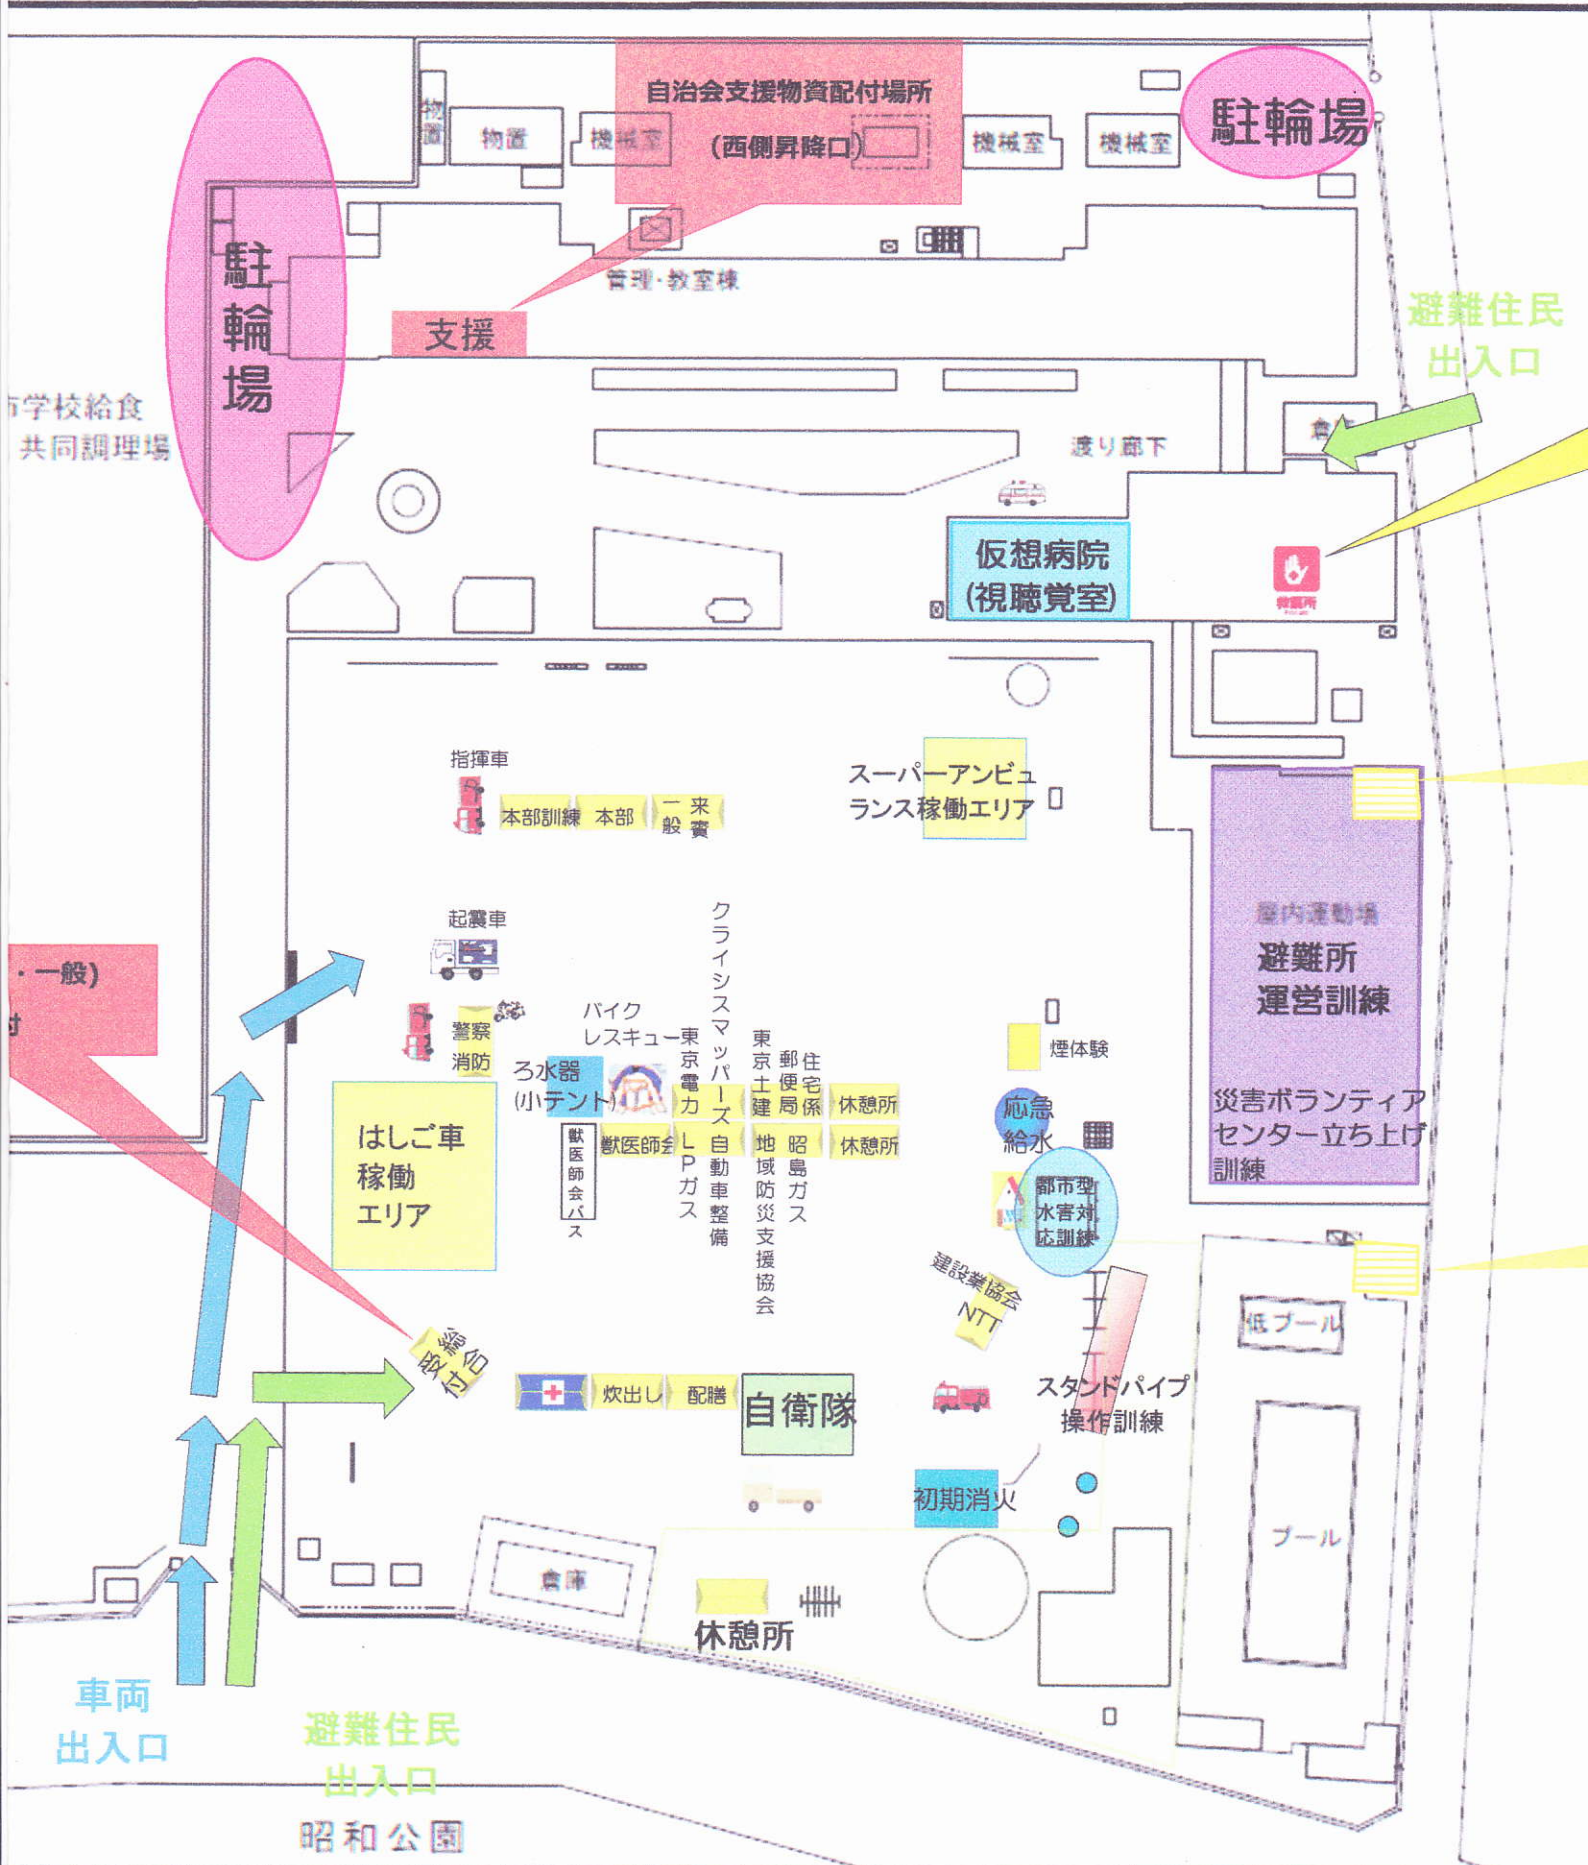 自治会支援物資配付場所
(西側昇降口)
駐輪場
物置
物置
機械室
機械室
機械室
駐輪場
管理・教室棟
支援
避難住民
出入口
市学校給食
共同調理場
渡り廊下
仮想病院
(視聴覚室)
救護所
指揮車
本部訓練
本部
一般
来賓
スーパーアンビュ
ランス稼働エリア
屋内運動場
避難所
運営訓練
災害ボランティア
センター立ち上げ
訓練
起震車
・一般)
付
警察
消防
バイク
レスキュー
ろ水器
(小テント)
東京電力
クライシスマッパーズ
東京土建
郵便局
住宅係
休憩所
煙体験
応急
給水
はしご車
稼働
エリア
獣医師会バス
獣医師会
LPガス
自動車整備
地域防災支援協会
昭島ガス
休憩所
都市型
水害対
応訓練
建設業協会
NTT
低プール
総合
受付
炊出し
配膳
自衛隊
スタンドパイプ
操作訓練
初期消火
プール
倉庫
休憩所
車両
出入口
避難住民
出入口
昭和公園